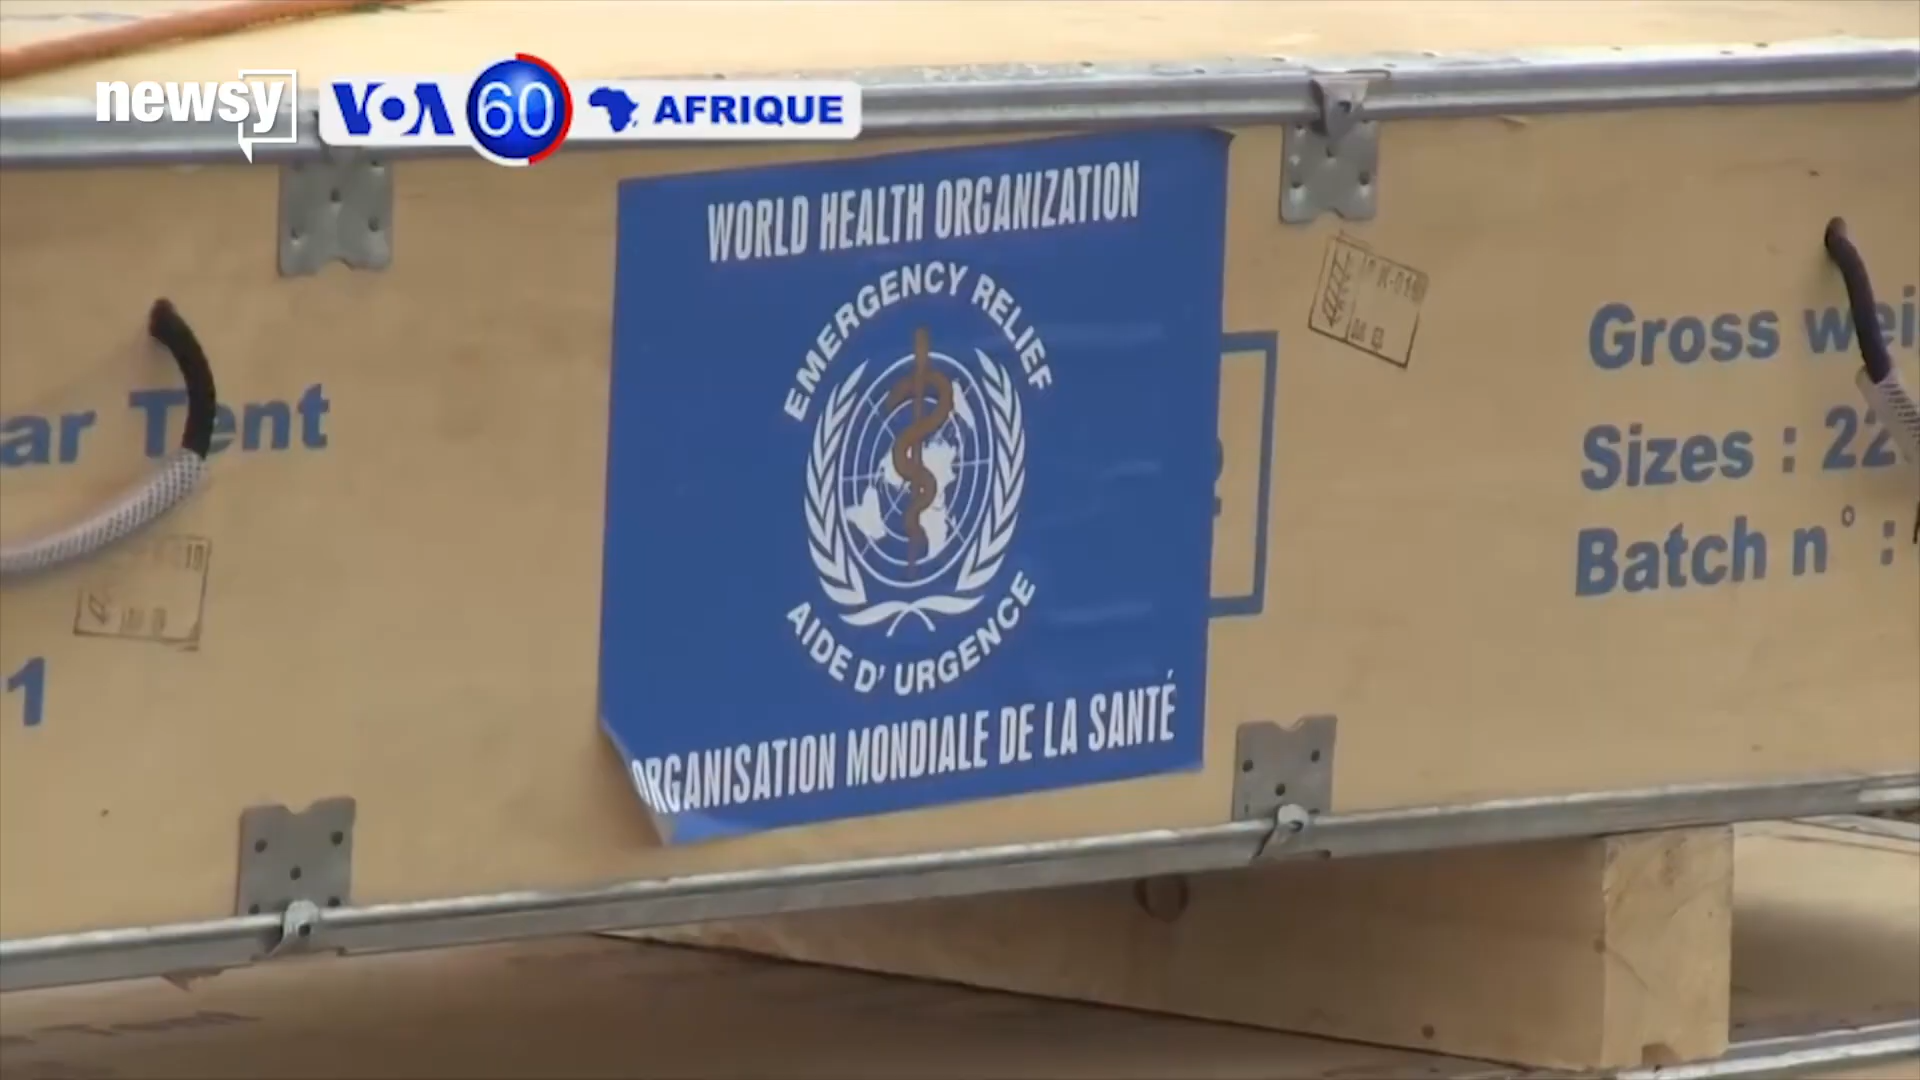 newsy
VOA 60 AFRIQUE
WORLD HEALTH ORGANIZATION
EMERGENCY RELIEF
AIDE D' URGENCE
ORGANISATION MONDIALE DE LA SANTÉ
ar Tent
1
Gross wei
Sizes : 22
Batch n° :